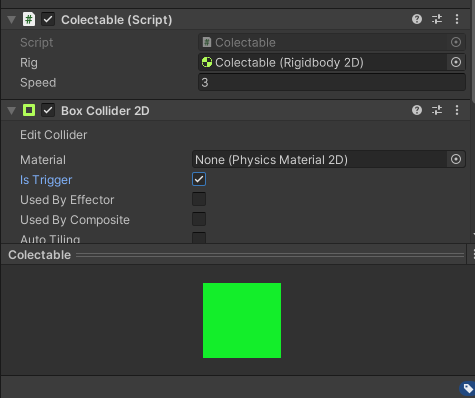 Colectable (Script)
Script Colectable
Rig Colectable (Rigidbody 2D)
Speed 3
Box Collider 2D
Edit Collider
Material None (Physics Material 2D)
Is Trigger
Used By Effector
Used By Composite
Auto Tiling
Colectable